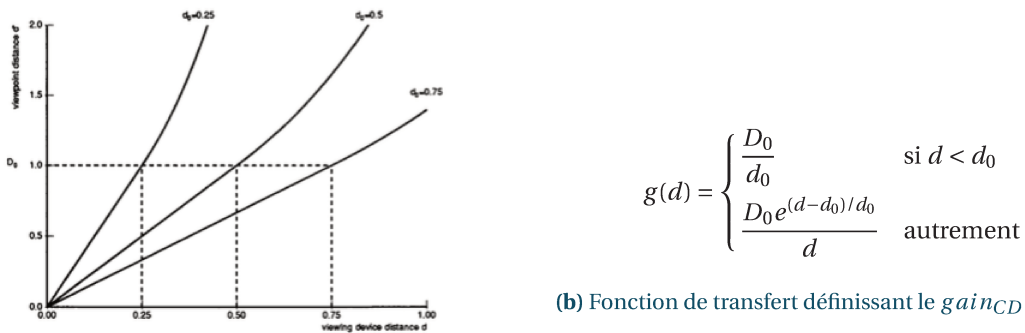 d₀=0.25
d₀=0.5
d₀=0.75
viewpoint distance d'
2.0
1.5
D₀ 1.0
0.5
0.0
0.00 0.25 0.50 0.75 1.00
viewing device distance d
g(d) = { D₀/d₀ si d < d₀
D₀e^{(d−d₀)/d₀}/d autrement
(b) Fonction de transfert définissant le gain_{CD}